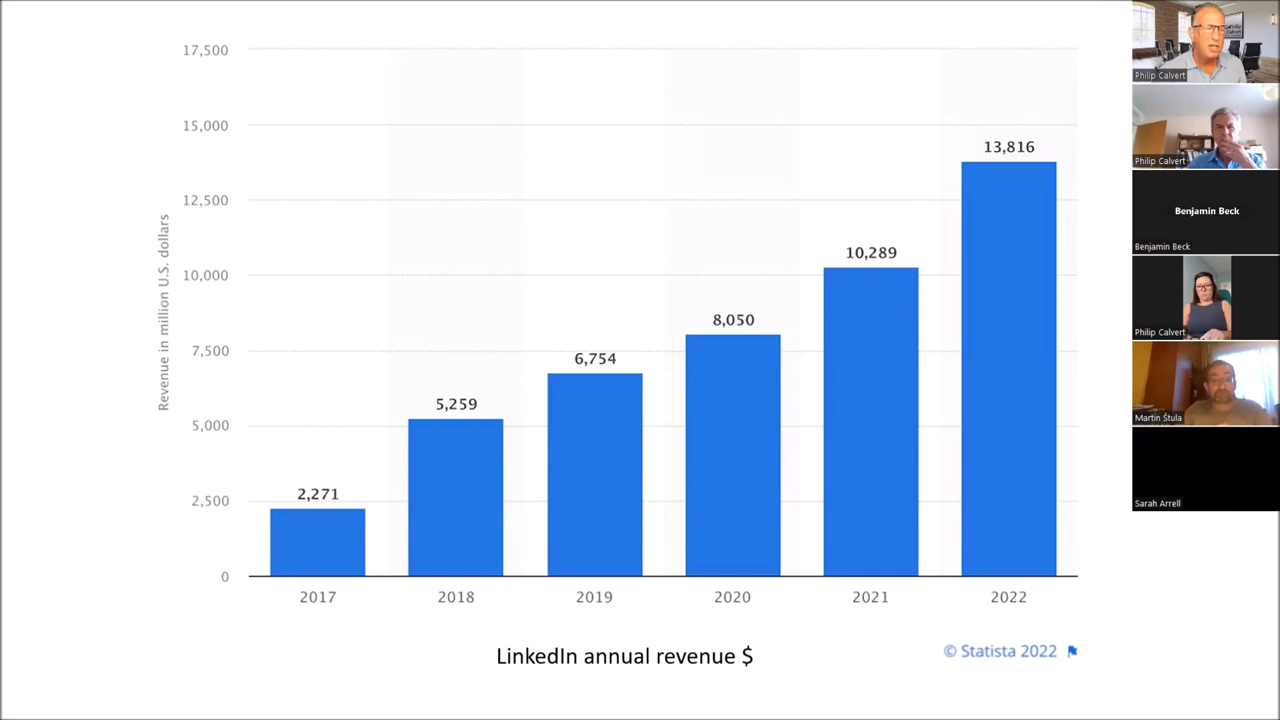 17,500
15,000
12,500
10,000
7,500
5,000
2,500
0
Revenue in million U.S. dollars
2,271
5,259
6,754
8,050
10,289
13,816
2017
2018
2019
2020
2021
2022
LinkedIn annual revenue $
© Statista 2022
Philip Calvert
Philip Calvert
Benjamin Beck
Benjamin Beck
Philip Calvert
Martin Štula
Sarah Arrell